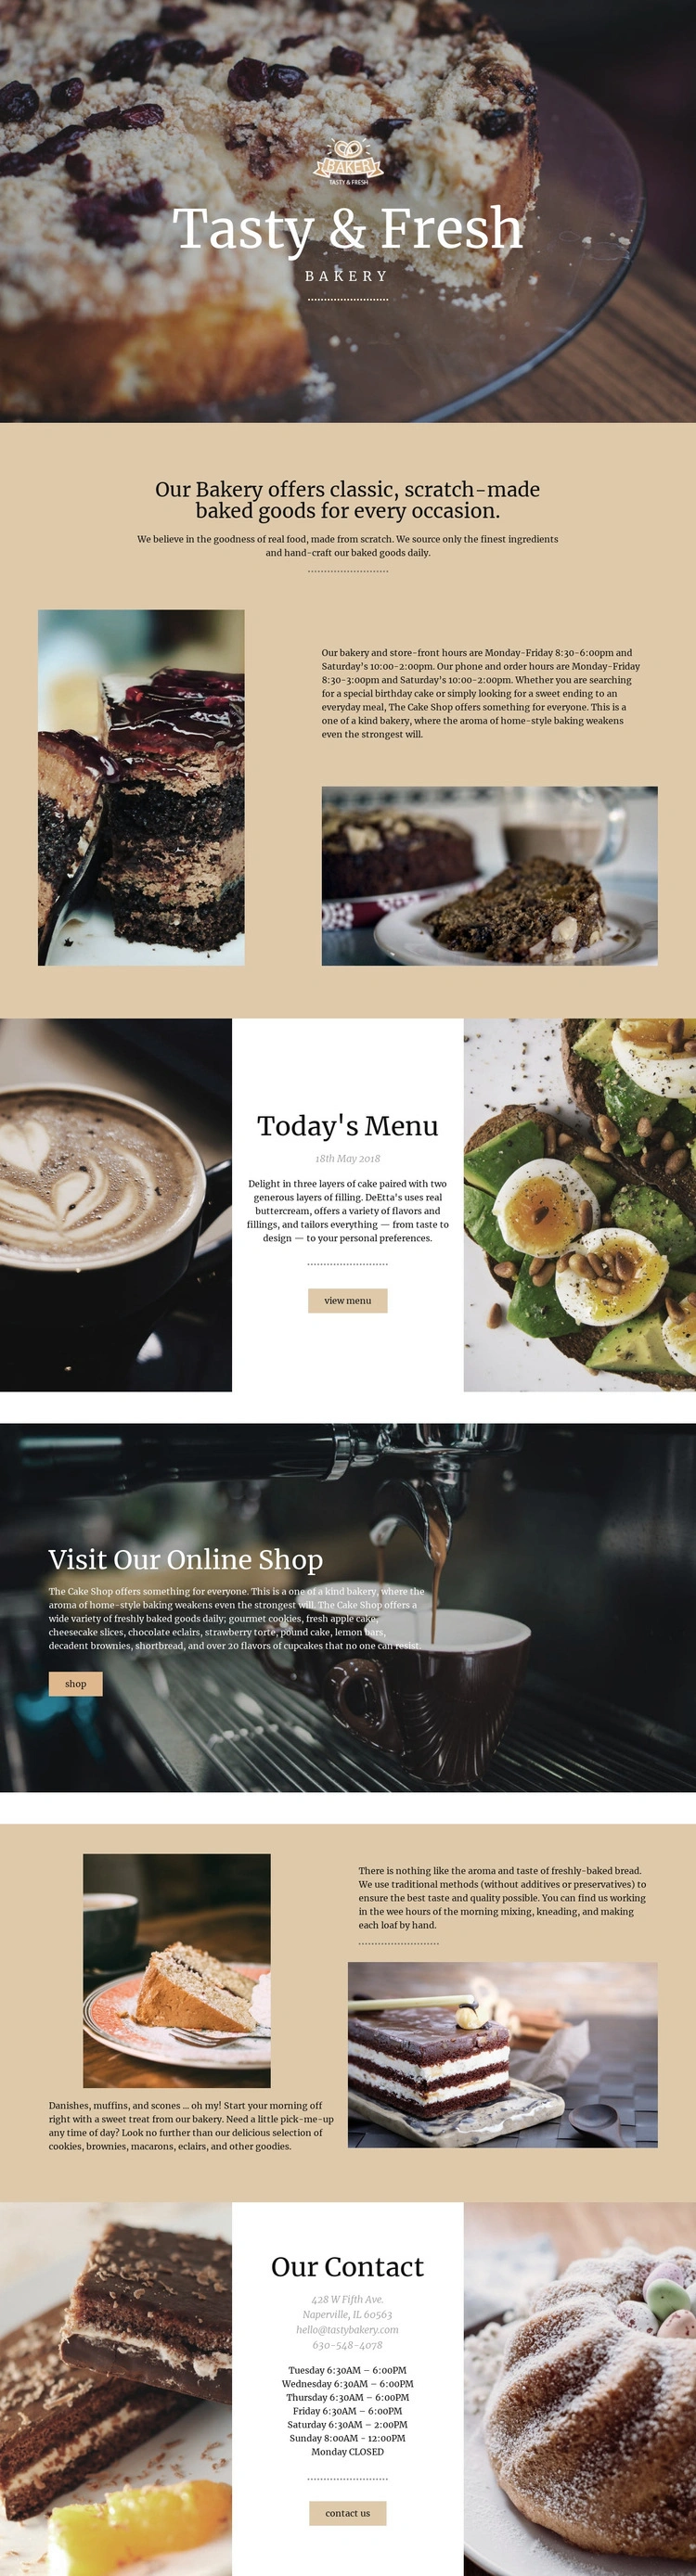 BAKERY
TASTY & FRESH
Tasty & Fresh
BAKERY
Our Bakery offers classic, scratch-made
baked goods for every occasion.
We believe in the goodness of real food, made from scratch. We source only the finest ingredients
and hand-craft our baked goods daily.
Our bakery and store-front hours are Monday-Friday 8:30-6:00pm and
Saturday's 10:00-2:00pm. Our phone and order hours are Monday-Friday
8:30-3:00pm and Saturday's 10:00-2:00pm. Whether you are searching
for a special birthday cake or simply looking for a sweet ending to an
everyday meal, The Cake Shop offers something for everyone. This is a
one of a kind bakery, where the aroma of home-style baking weakens
even the strongest will.
Today's Menu
18th May 2018
Delight in three layers of cake paired with two
generous layers of filling. DeEtta's uses real
buttercream, offers a variety of flavors and
fillings, and tailors everything — from taste to
design — to your personal preferences.
view menu
Visit Our Online Shop
The Cake Shop offers something for everyone. This is a one of a kind bakery, where the
aroma of home-style baking weakens even the strongest will. The Cake Shop offers a
wide variety of freshly baked goods daily; gourmet cookies, fresh apple cake,
cheesecake slices, chocolate eclairs, strawberry torte, pound cake, lemon bars,
decadent brownies, shortbread, and over 20 flavors of cupcakes that no one can resist.
shop
There is nothing like the aroma and taste of freshly-baked bread.
We use traditional methods (without additives or preservatives) to
ensure the best taste and quality possible. You can find us working
in the wee hours of the morning mixing, kneading, and making
each loaf by hand.
Danishes, muffins, and scones ... oh my! Start your morning off
right with a sweet treat from our bakery. Need a little pick-me-up
any time of day? Look no further than our delicious selection of
cookies, brownies, macarons, eclairs, and other goodies.
Our Contact
428 W Fifth Ave.
Naperville, IL 60563
hello@tastybakery.com
630-548-4078
Tuesday 6:30AM – 6:00PM
Wednesday 6:30AM – 6:00PM
Thursday 6:30AM – 6:00PM
Friday 6:30AM – 6:00PM
Saturday 6:30AM – 2:00PM
Sunday 8:00AM - 12:00PM
Monday CLOSED
contact us